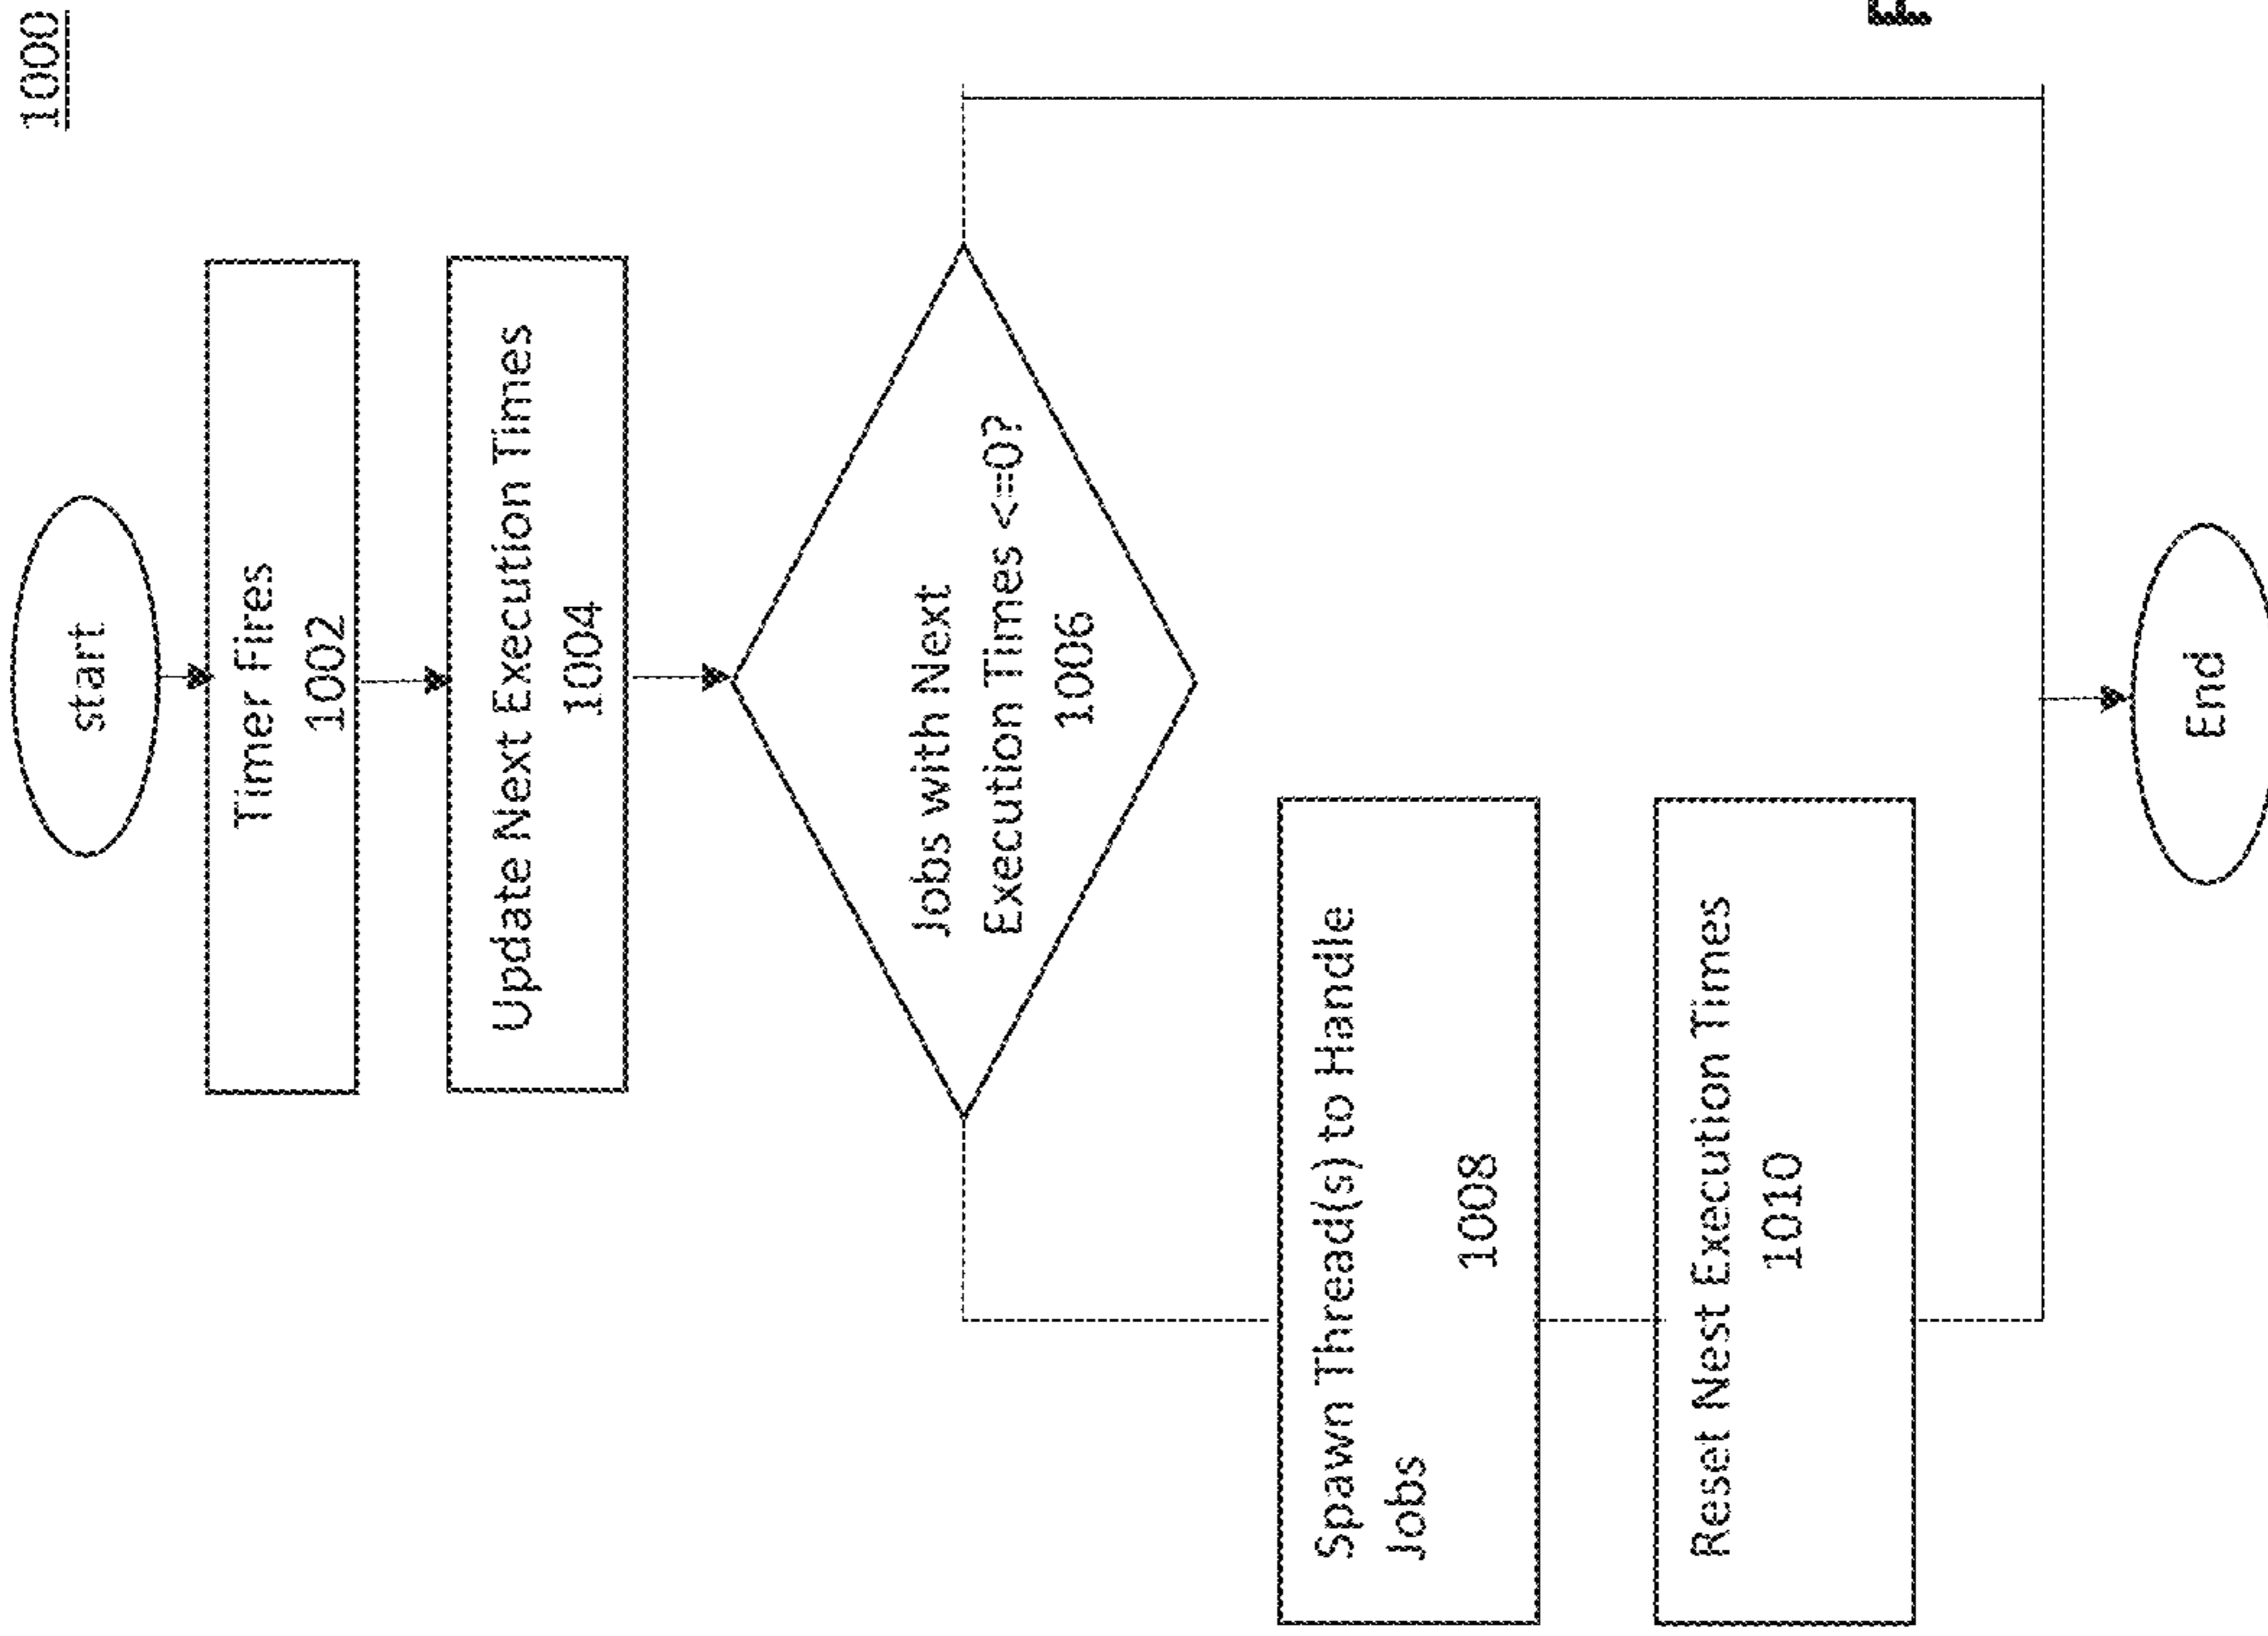 1000
start
Timer Fires
1002
Update Next Execution Times
1004
Jobs with Next
Execution Times <=0?
1006
Spawn Thread(s) to Handle
Jobs
1008
Reset Nest Execution Times
1010
End